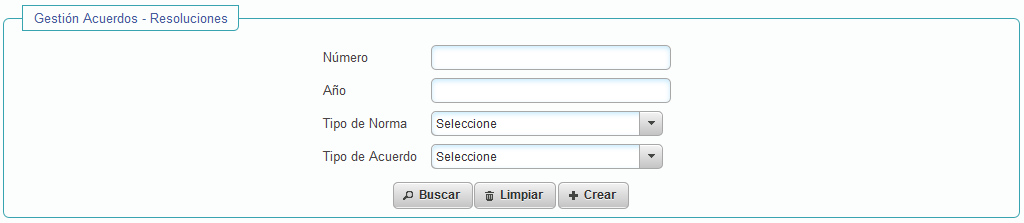 Gestión Acuerdos - Resoluciones
Número
Año
Tipo de Norma Seleccione
Tipo de Acuerdo Seleccione
Buscar Limpiar Crear